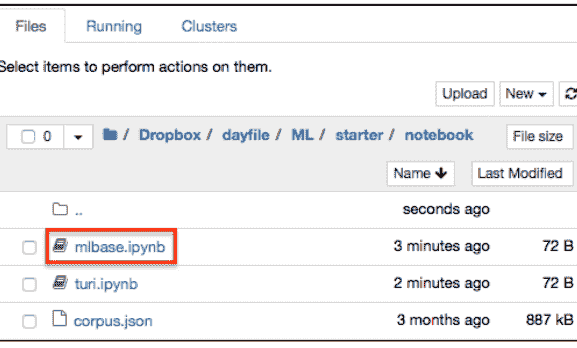 Files Running Clusters
Select items to perform actions on them.
Upload New
0 / Dropbox / dayfile / ML / starter / notebook File size
Name Last Modified
.. seconds ago
mlbase.ipynb 3 minutes ago 72 B
turi.ipynb 2 minutes ago 72 B
corpus.json 3 months ago 887 kB